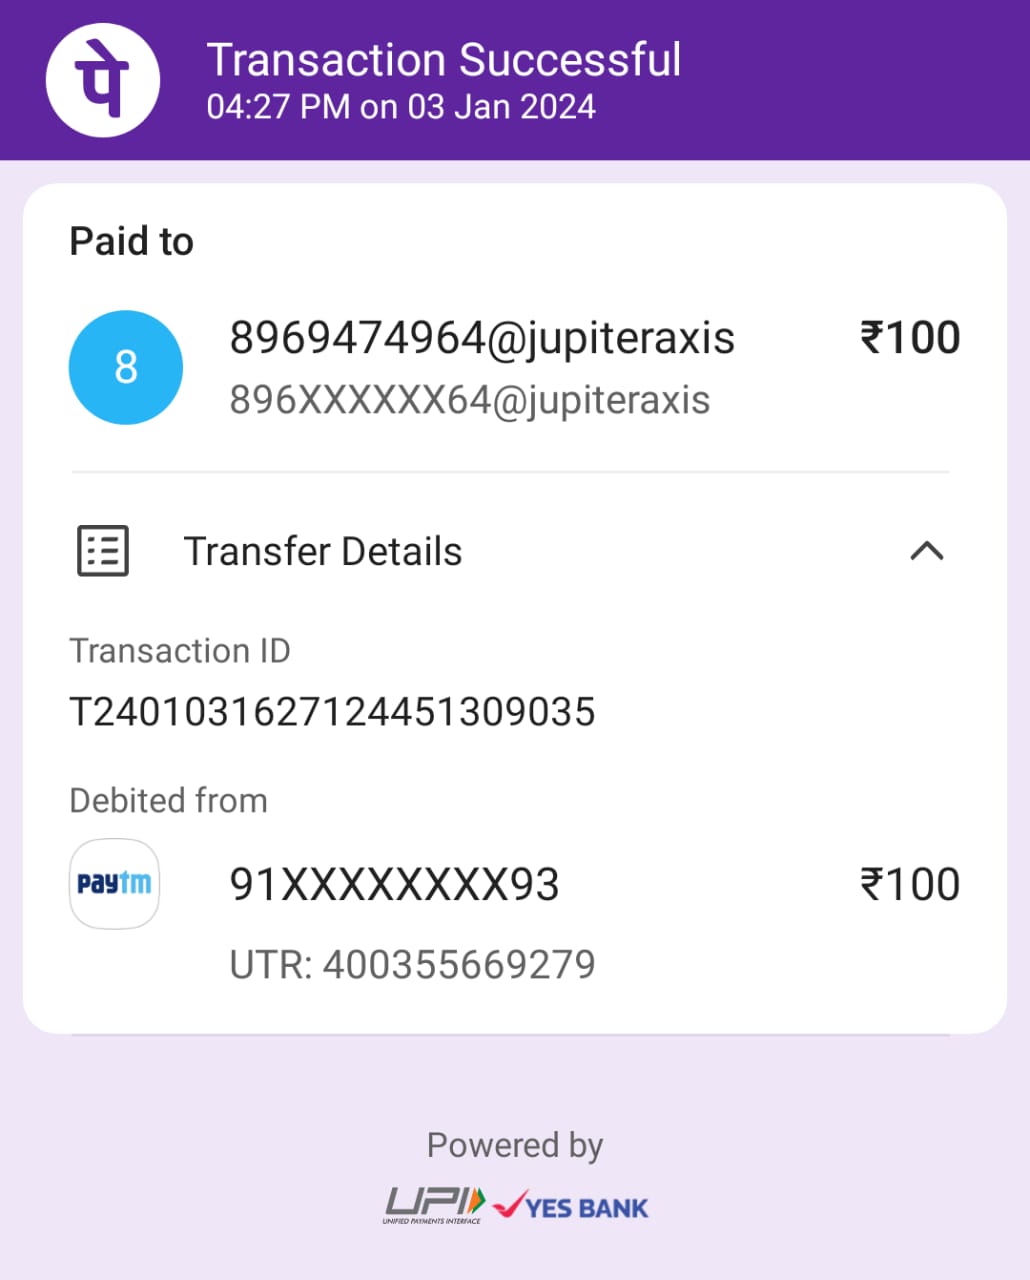 पे
Transaction Successful
04:27 PM on 03 Jan 2024
Paid to
8
8969474964@jupiteraxis
₹100
896XXXXXX64@jupiteraxis
Transfer Details
Transaction ID
T2401031627124451309035
Debited from
paytm
91XXXXXXXX93
₹100
UTR: 400355669279
Powered by
UPI
UNIFIED PAYMENTS INTERFACE
YES BANK